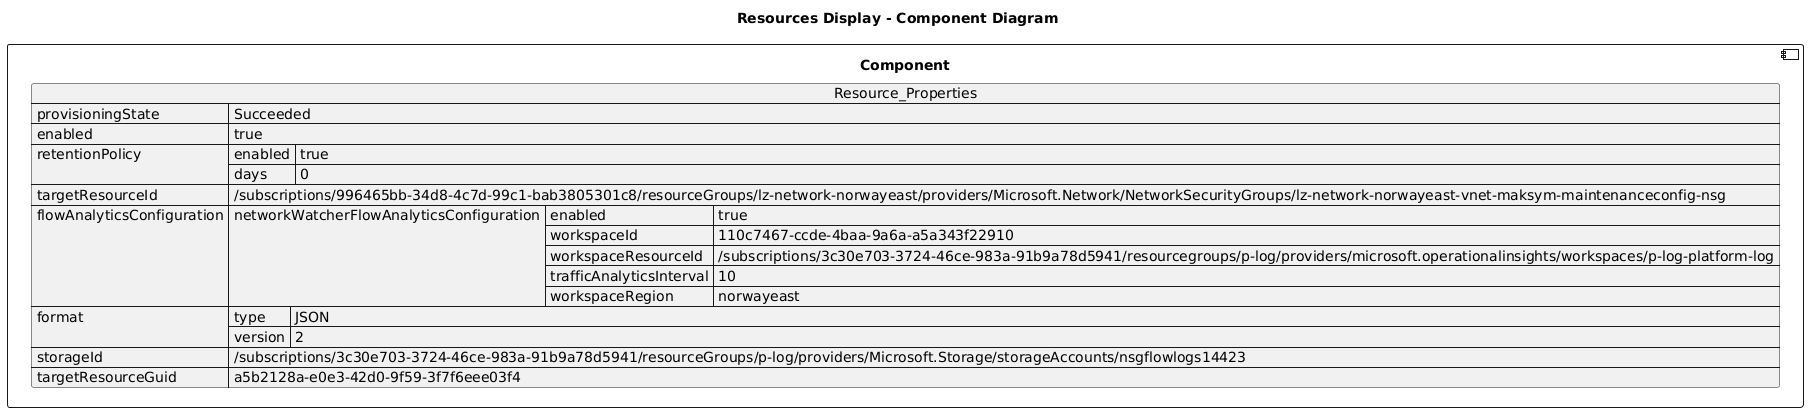 Resources Display - Component Diagram
Component
Resource_Properties
provisioningState Succeeded
enabled true
retentionPolicy enabled true
days 0
targetResourceId /subscriptions/996465bb-34d8-4c7d-99c1-bab3805301c8/resourceGroups/lz-network-norwayeast/providers/Microsoft.Network/NetworkSecurityGroups/lz-network-norwayeast-vnet-maksym-maintenanceconfig-nsg
flowAnalyticsConfiguration networkWatcherFlowAnalyticsConfiguration enabled true
workspaceId 110c7467-ccde-4baa-9a6a-a5a343f22910
workspaceResourceId /subscriptions/3c30e703-3724-46ce-983a-91b9a78d5941/resourcegroups/p-log/providers/microsoft.operationalinsights/workspaces/p-log-platform-log
trafficAnalyticsInterval 10
workspaceRegion norwayeast
format type JSON
version 2
storageId /subscriptions/3c30e703-3724-46ce-983a-91b9a78d5941/resourceGroups/p-log/providers/Microsoft.Storage/storageAccounts/nsgflowlogs14423
targetResourceGuid a5b2128a-e0e3-42d0-9f59-3f7f6eee03f4